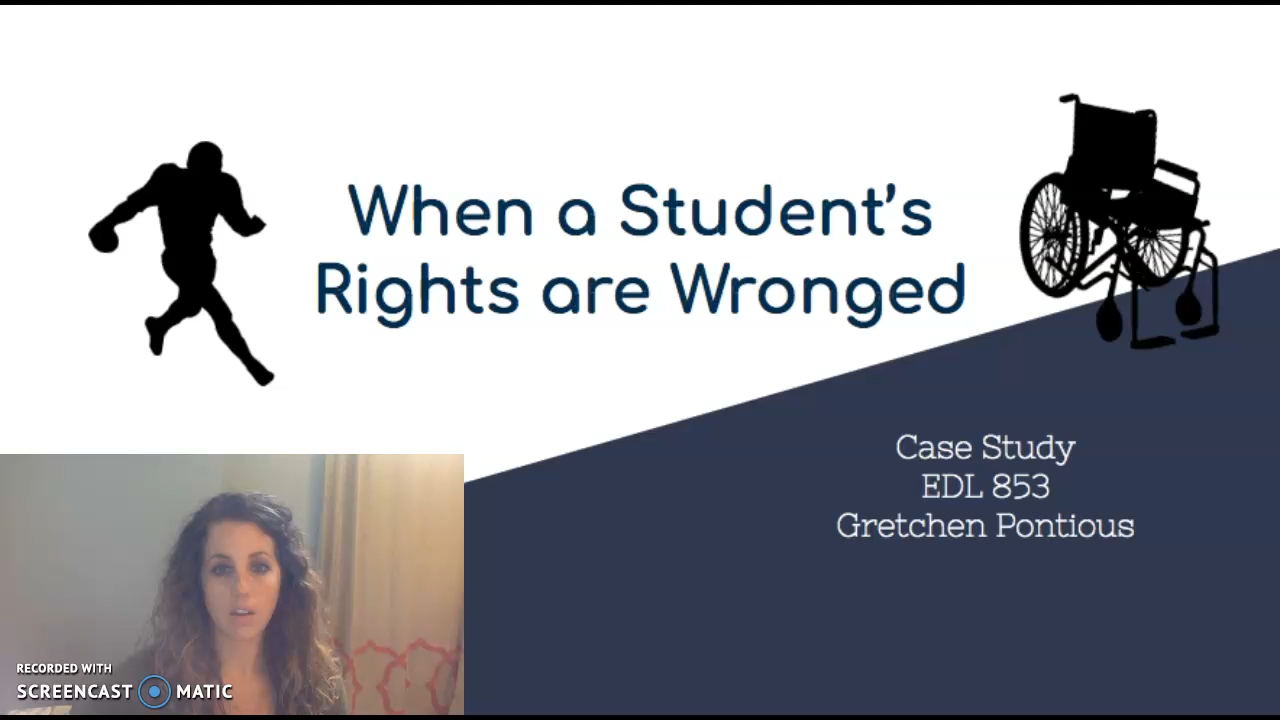 When a Student’s
Rights are Wronged
Case Study
EDL 853
Gretchen Pontious
RECORDED WITH
SCREENCAST MATIC